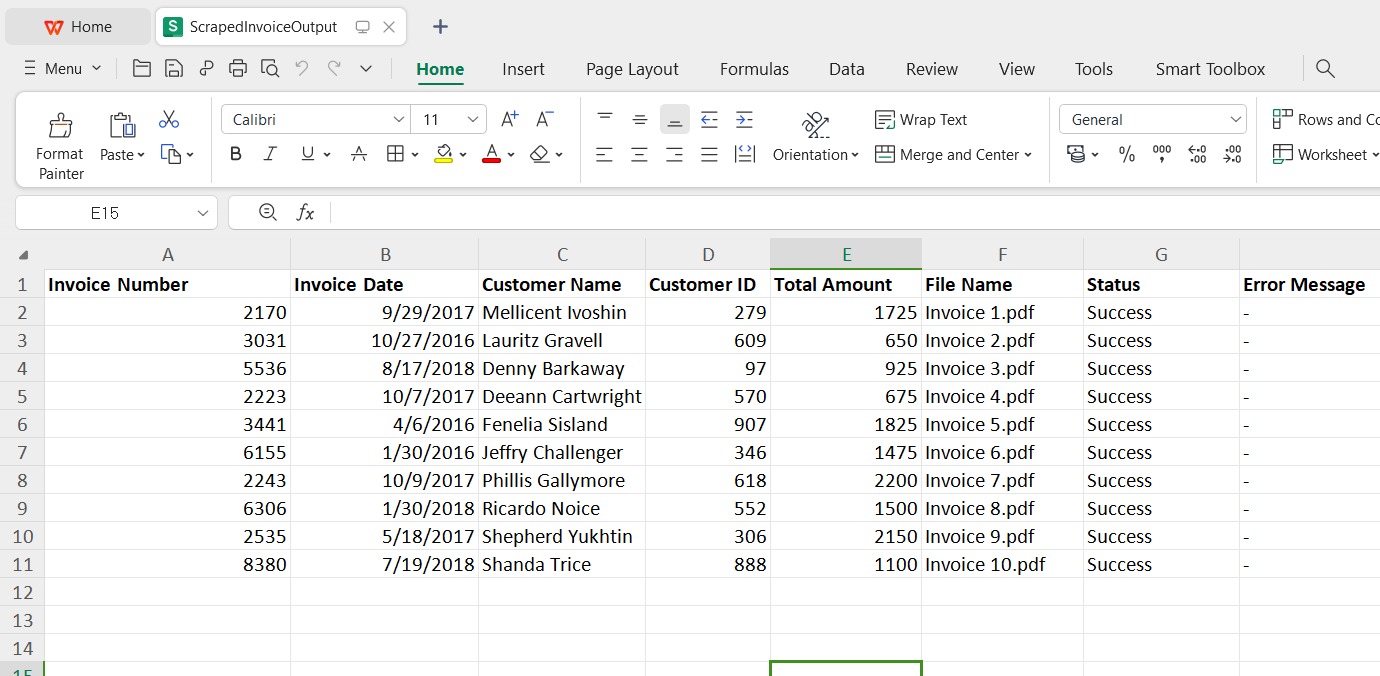 Home
S ScrapedInvoiceOutput
Menu Home Insert Page Layout Formulas Data Review View Tools Smart Toolbox
Format Painter Paste Calibri 11 A+ A- B I U A A Orientation Wrap Text Merge and Center General % 000 .00 .00 Rows and Co Worksheet
E15 fx
A B C D E F G
1 Invoice Number Invoice Date Customer Name Customer ID Total Amount File Name Status Error Message
2 2170 9/29/2017 Mellicent Ivoshin 279 1725 Invoice 1.pdf Success -
3 3031 10/27/2016 Lauritz Gravell 609 650 Invoice 2.pdf Success -
4 5536 8/17/2018 Denny Barkaway 97 925 Invoice 3.pdf Success -
5 2223 10/7/2017 Deeann Cartwright 570 675 Invoice 4.pdf Success -
6 3441 4/6/2016 Fenelia Sisland 907 1825 Invoice 5.pdf Success -
7 6155 1/30/2016 Jeffry Challenger 346 1475 Invoice 6.pdf Success -
8 2243 10/9/2017 Phillis Gallymore 618 2200 Invoice 7.pdf Success -
9 6306 1/30/2018 Ricardo Noice 552 1500 Invoice 8.pdf Success -
10 2535 5/18/2017 Shepherd Yukhtin 306 2150 Invoice 9.pdf Success -
11 8380 7/19/2018 Shanda Trice 888 1100 Invoice 10.pdf Success -
12
13
14
15